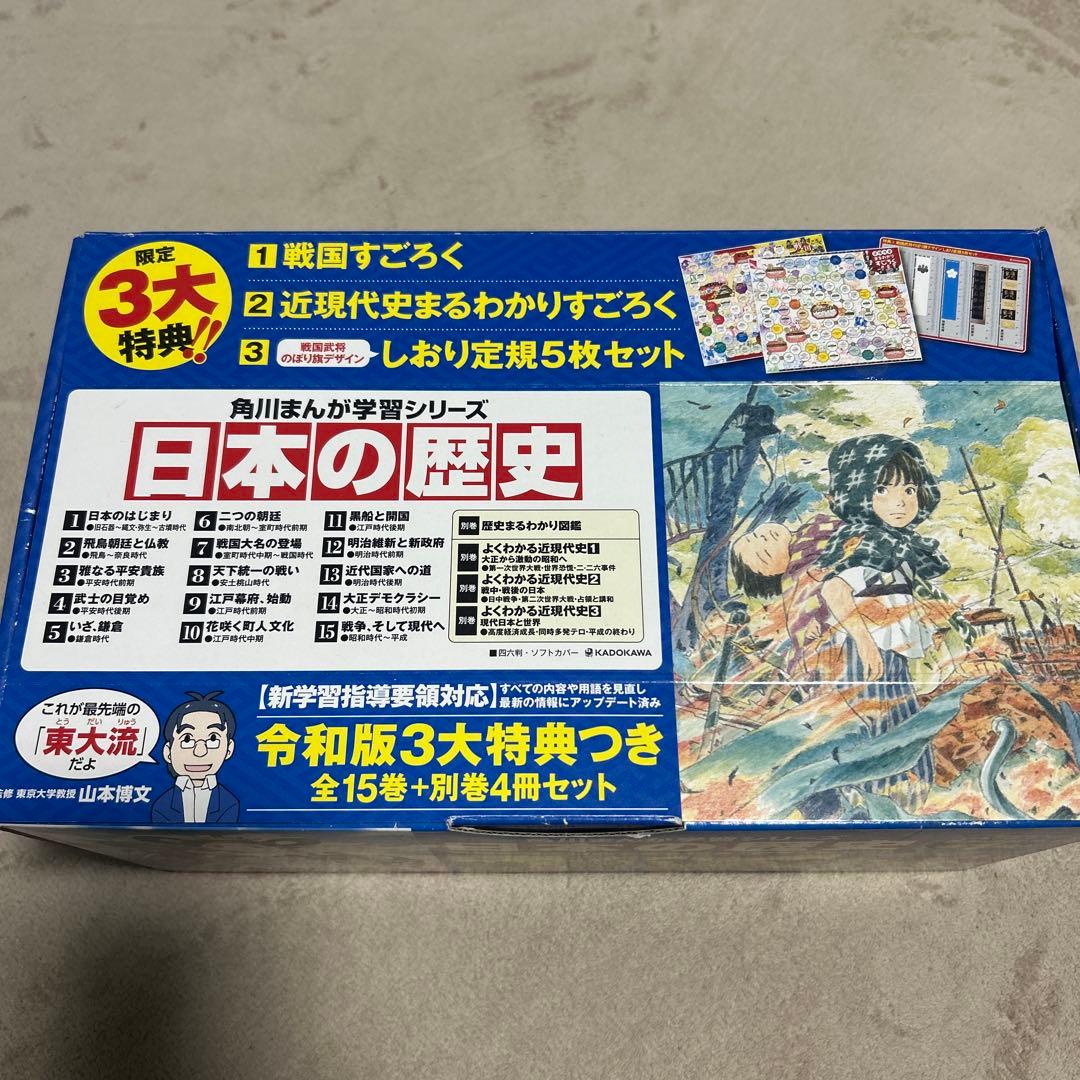 限定
3大
特典!!
1 戦国すごろく
2 近現代史まるわかりすごろく
3 戦国武将のぼり旗デザイン しおり定規5枚セット
角川まんが学習シリーズ
日本の歴史
1 日本のはじまり
●旧石器〜縄文・弥生〜古墳時代
2 飛鳥朝廷と仏教
●飛鳥〜奈良時代
3 雅なる平安貴族
●平安時代前期
4 武士の目覚め
●平安時代後期
5 いざ、鎌倉
●鎌倉時代
6 二つの朝廷
●南北朝〜室町時代前期
7 戦国大名の登場
●室町時代中期〜戦国時代
8 天下統一の戦い
●安土桃山時代
9 江戸幕府、始動
●江戸時代前期
10 花咲く町人文化
●江戸時代中期
11 黒船と開国
●江戸時代後期
12 明治維新と新政府
●明治時代前期
13 近代国家への道
●明治時代後期
14 大正デモクラシー
●大正〜昭和時代初期
15 戦争、そして現代へ
●昭和時代〜平成
別巻 歴史まるわかり図鑑
別巻 よくわかる近現代史1
大正から激動の昭和へ
●第一次世界大戦・世界恐慌・二・二六事件
別巻 よくわかる近現代史2
戦中・戦後の日本
●日中戦争・第二次世界大戦・占領と講和
別巻 よくわかる近現代史3
現代日本と世界
●高度経済成長・同時多発テロ・平成の終わり
■四六判・ソフトカバー KADOKAWA
【新学習指導要領対応】すべての内容や用語を見直し
最新の情報にアップデート済み
令和版3大特典つき
全15巻+別巻4冊セット
これが最先端の
とう だい りゅう
「東大流」
だよ
監修 東京大学教授 山本博文